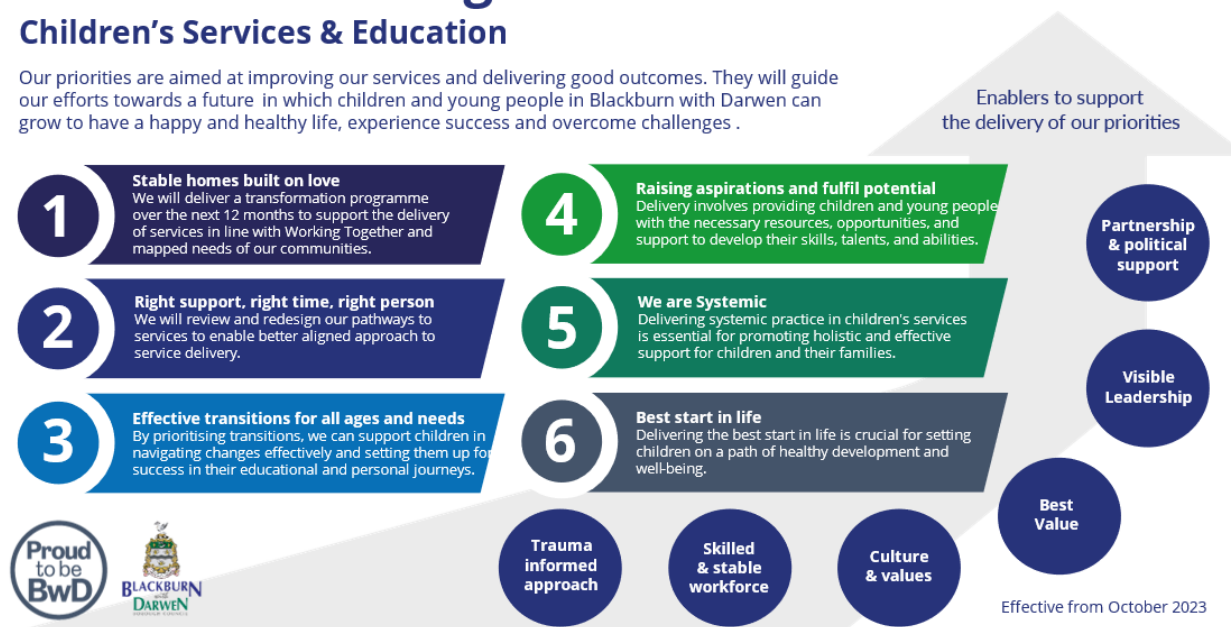 Children's Services & Education
Our priorities are aimed at improving our services and delivering good outcomes. They will guide
our efforts towards a future in which children and young people in Blackburn with Darwen can
grow to have a happy and healthy life, experience success and overcome challenges .
Enablers to support
the delivery of our priorities
1
Stable homes built on love
We will deliver a transformation programme
over the next 12 months to support the delivery
of services in line with Working Together and
mapped needs of our communities.
2
Right support, right time, right person
We will review and redesign our pathways to
services to enable better aligned approach to
service delivery.
3
Effective transitions for all ages and needs
By prioritising transitions, we can support children in
navigating changes effectively and setting them up for
success in their educational and personal journeys.
4
Raising aspirations and fulfil potential
Delivery involves providing children and young people
with the necessary resources, opportunities, and
support to develop their skills, talents, and abilities.
5
We are Systemic
Delivering systemic practice in children's services
is essential for promoting holistic and effective
support for children and their families.
6
Best start in life
Delivering the best start in life is crucial for setting
children on a path of healthy development and
well-being.
Partnership
& political
support
Visible
Leadership
Best
Value
Culture
& values
Skilled
& stable
workforce
Trauma
informed
approach
Proud
to be
BwD
BLACKBURN
with
DARWEN
Effective from October 2023